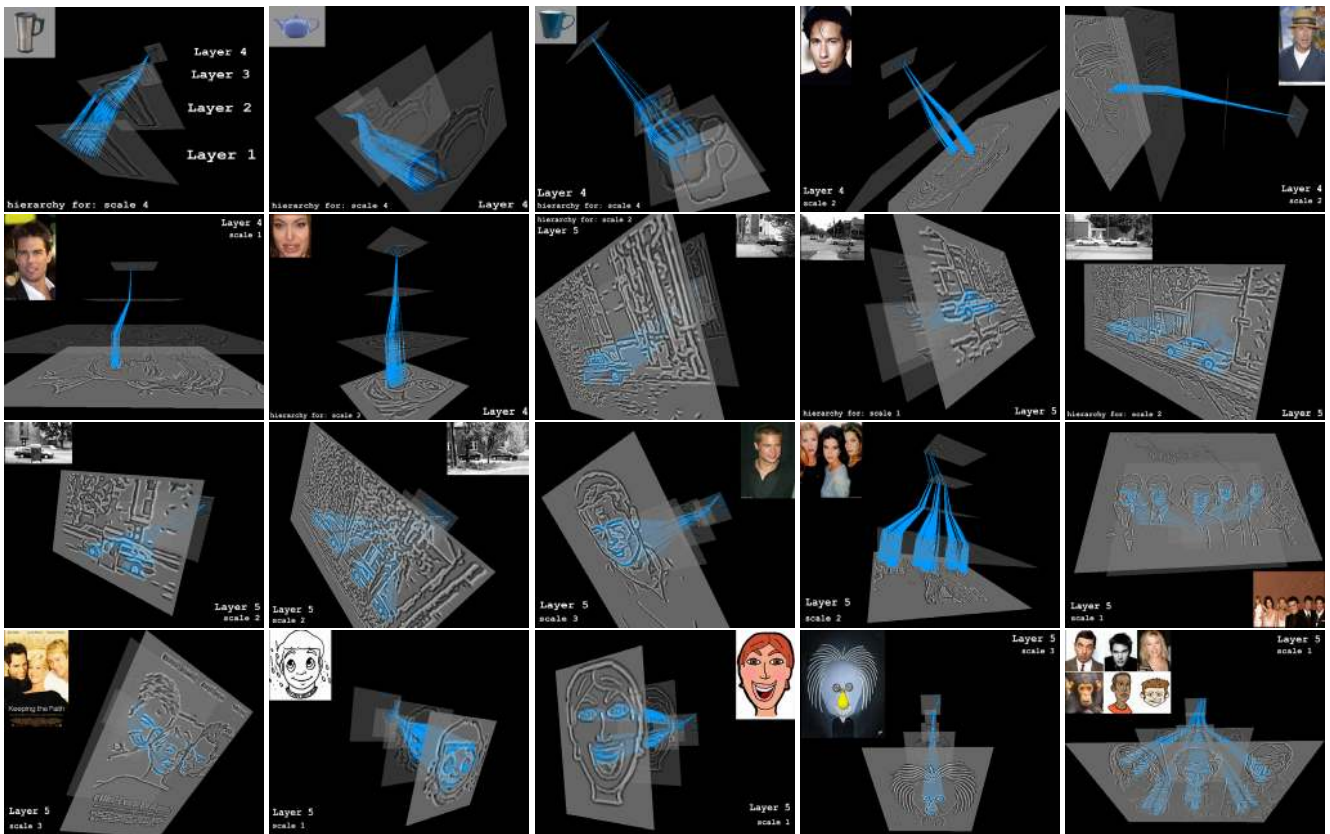 Layer 4
Layer 3
Layer 2
Layer 1
hierarchy for: scale 4
hierarchy for: scale 4
Layer 4
Layer 4
hierarchy for: scale 4
Layer 4
scale 2
Layer 4
scale 2
Layer 4
scale 1
hierarchy for: scale 3
Layer 4
hierarchy for: scale 2
Layer 5
hierarchy for: scale 1
Layer 5
hierarchy for: scale 2
Layer 5
Layer 5
scale 2
Layer 5
scale 2
Layer 5
scale 3
Layer 5
scale 2
Layer 5
scale 1
Keeping the Faith
Layer 5
scale 3
Layer 5
scale 1
Layer 5
scale 1
Layer 5
scale 3
Layer 5
scale 1